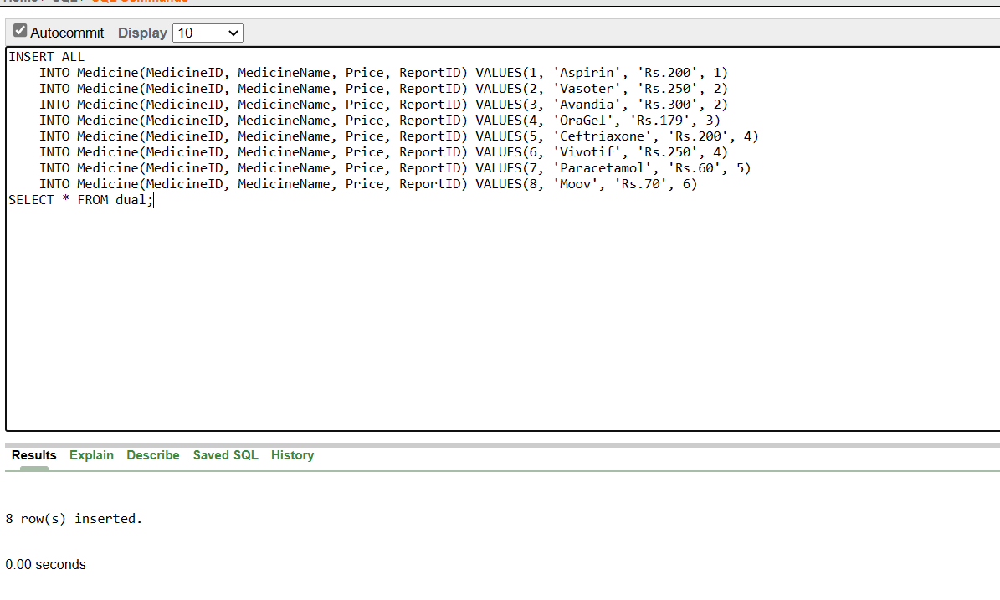 Home> SQL> SQL Commands
Autocommit Display 10
INSERT ALL
    INTO Medicine(MedicineID, MedicineName, Price, ReportID) VALUES(1, 'Aspirin', 'Rs.200', 1)
    INTO Medicine(MedicineID, MedicineName, Price, ReportID) VALUES(2, 'Vasoter', 'Rs.250', 2)
    INTO Medicine(MedicineID, MedicineName, Price, ReportID) VALUES(3, 'Avandia', 'Rs.300', 2)
    INTO Medicine(MedicineID, MedicineName, Price, ReportID) VALUES(4, 'OraGel', 'Rs.179', 3)
    INTO Medicine(MedicineID, MedicineName, Price, ReportID) VALUES(5, 'Ceftriaxone', 'Rs.200', 4)
    INTO Medicine(MedicineID, MedicineName, Price, ReportID) VALUES(6, 'Vivotif', 'Rs.250', 4)
    INTO Medicine(MedicineID, MedicineName, Price, ReportID) VALUES(7, 'Paracetamol', 'Rs.60', 5)
    INTO Medicine(MedicineID, MedicineName, Price, ReportID) VALUES(8, 'Moov', 'Rs.70', 6)
SELECT * FROM dual;
Results Explain Describe Saved SQL History
8 row(s) inserted.
0.00 seconds